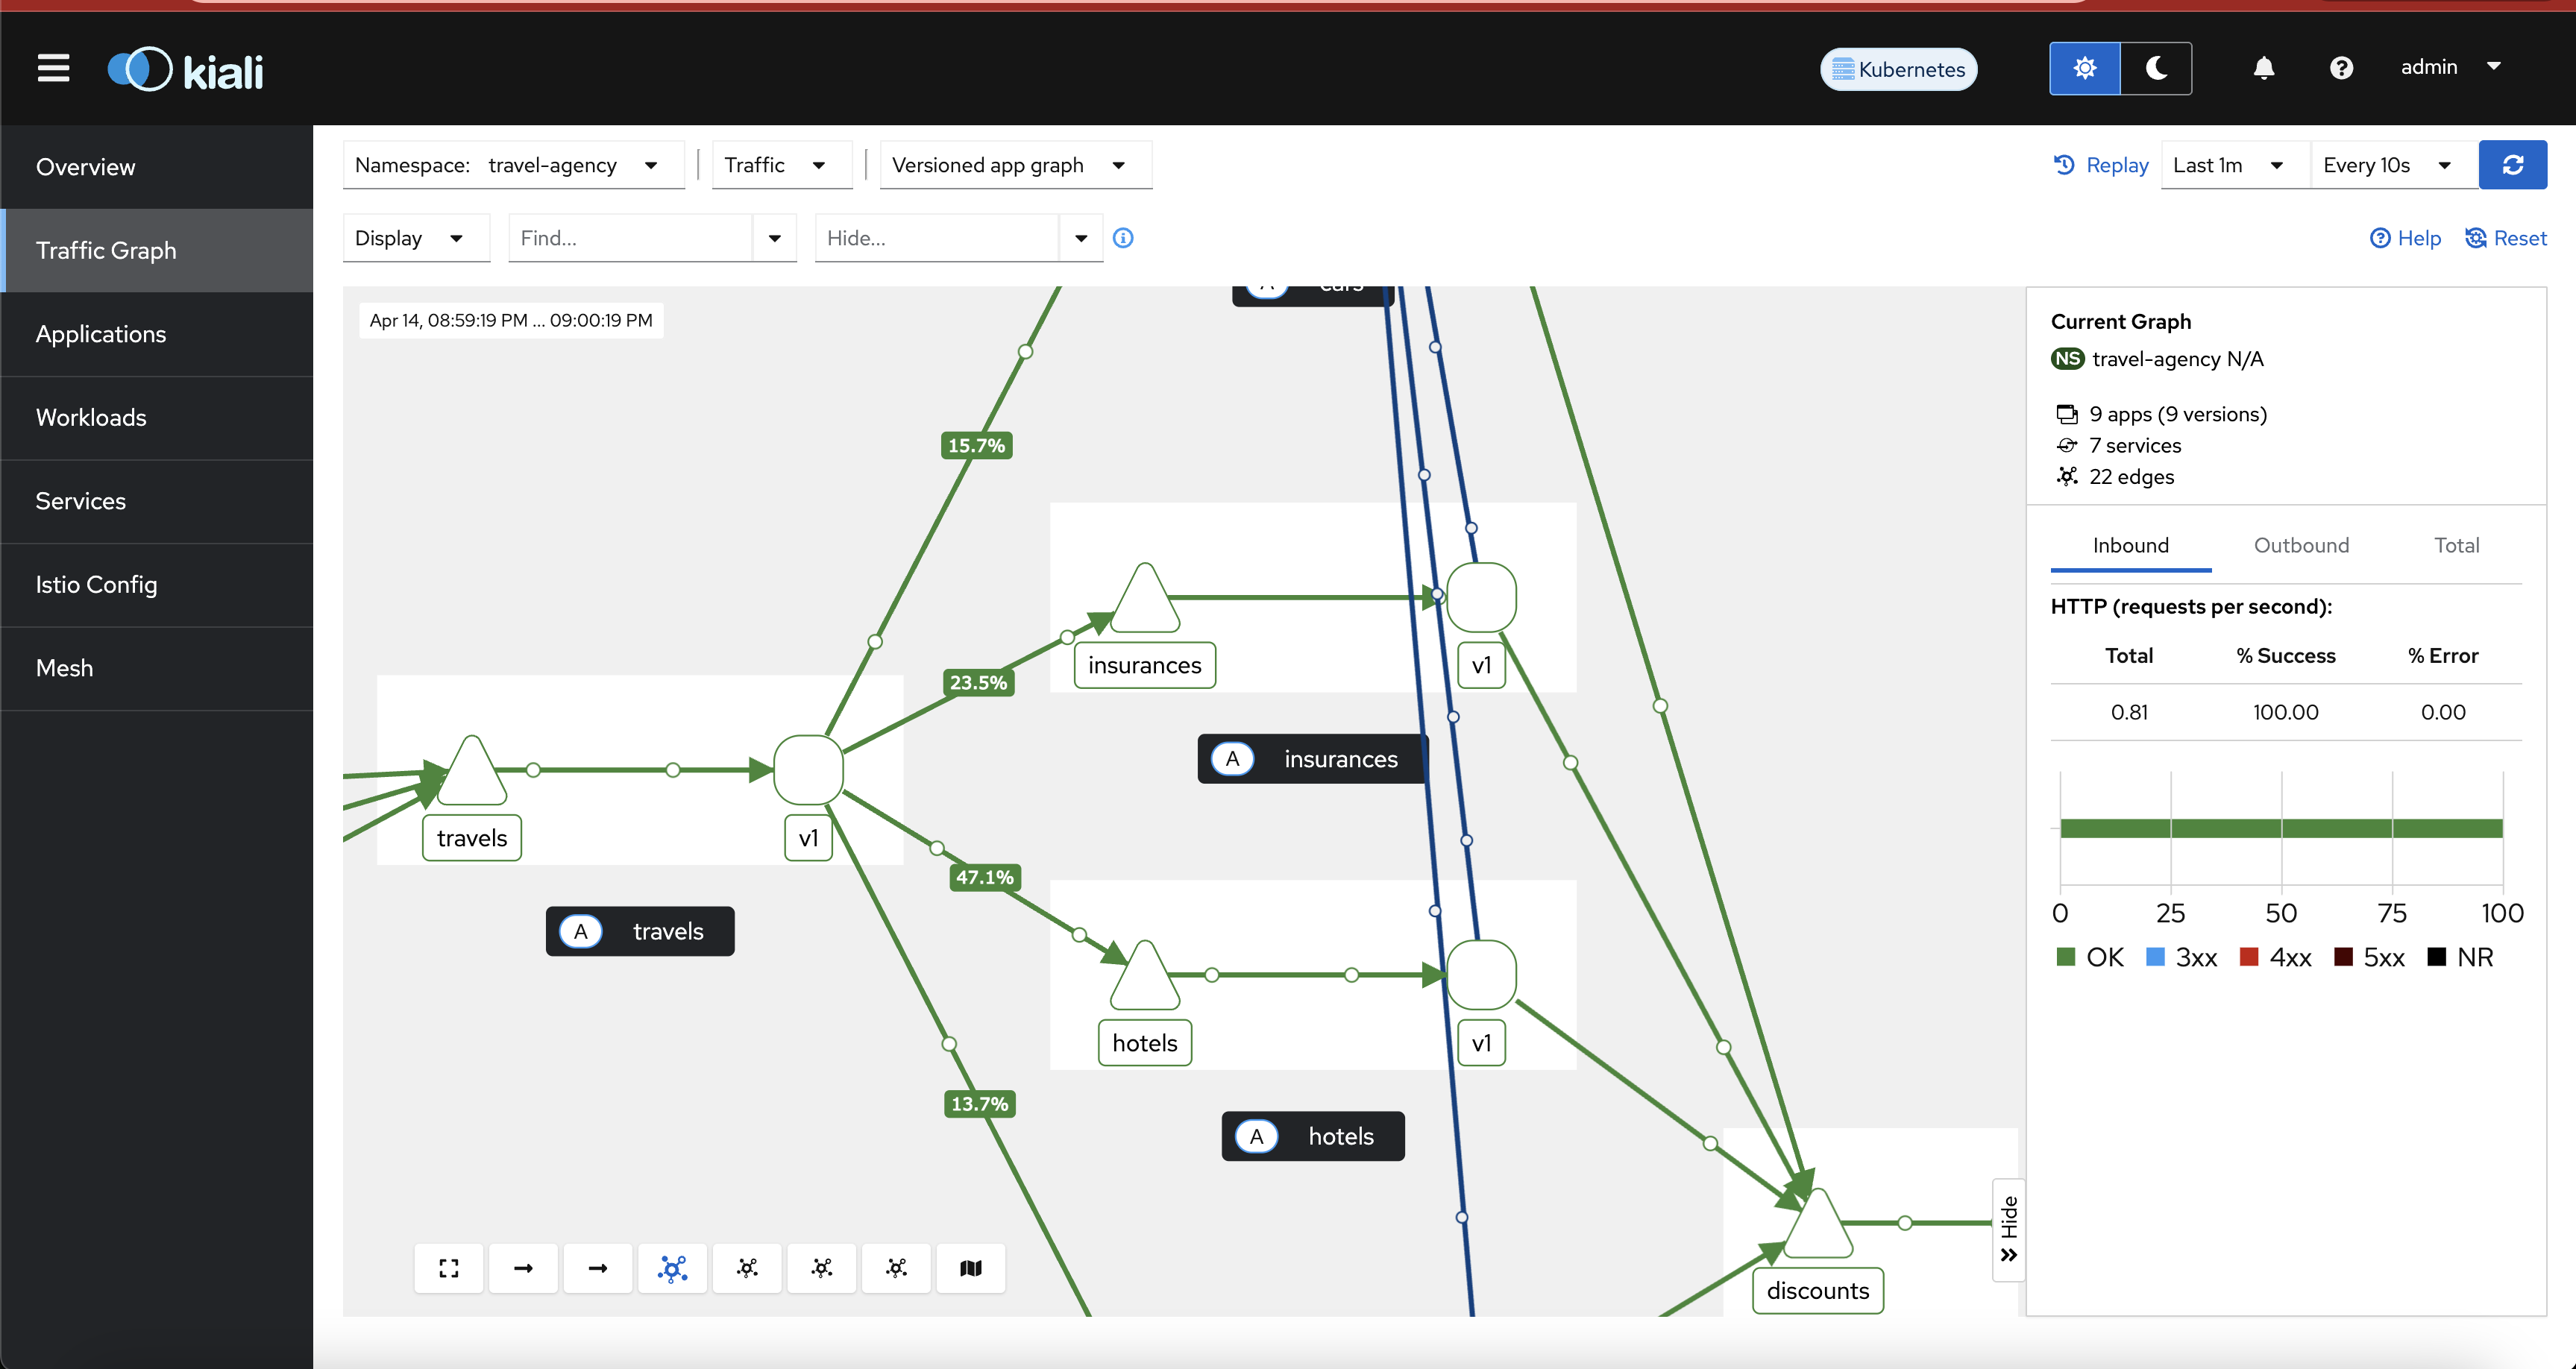 kiali
Kubernetes
admin
Overview
Traffic Graph
Applications
Workloads
Services
Istio Config
Mesh
Namespace: travel-agency
Traffic
Versioned app graph
Replay
Last 1m
Every 10s
Display
Find...
Hide...
Help
Reset
Apr 14, 08:59:19 PM ... 09:00:19 PM
A cars
15.7%
insurances
v1
23.5%
A insurances
travels
v1
47.1%
A travels
hotels
v1
13.7%
A hotels
discounts
Hide
Current Graph
NS travel-agency N/A
9 apps (9 versions)
7 services
22 edges
Inbound Outbound Total
HTTP (requests per second):
Total % Success % Error
0.81 100.00 0.00
0 25 50 75 100
OK 3xx 4xx 5xx NR